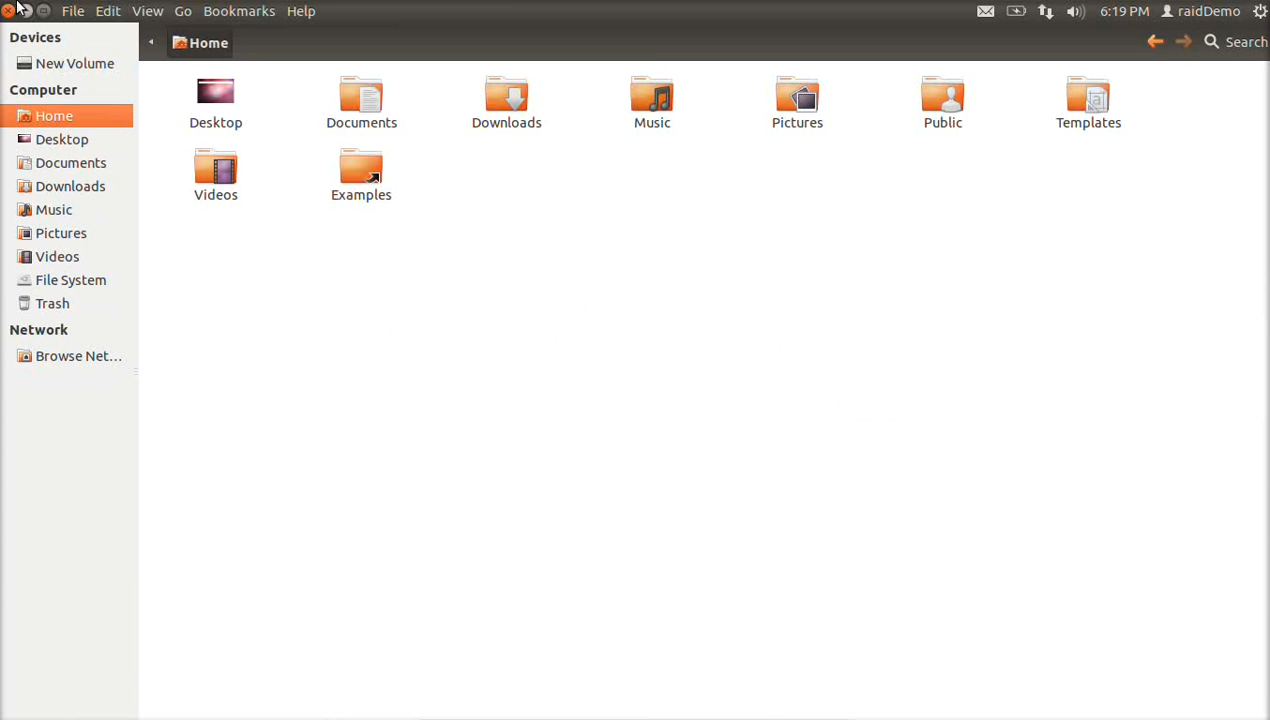 File Edit View Go Bookmarks Help 6:19 PM raidDemo
Devices
New Volume
Computer
Home
Desktop
Documents
Downloads
Music
Pictures
Videos
File System
Trash
Network
Browse Net...
Home Search
Desktop Documents Downloads Music Pictures Public Templates
Videos Examples